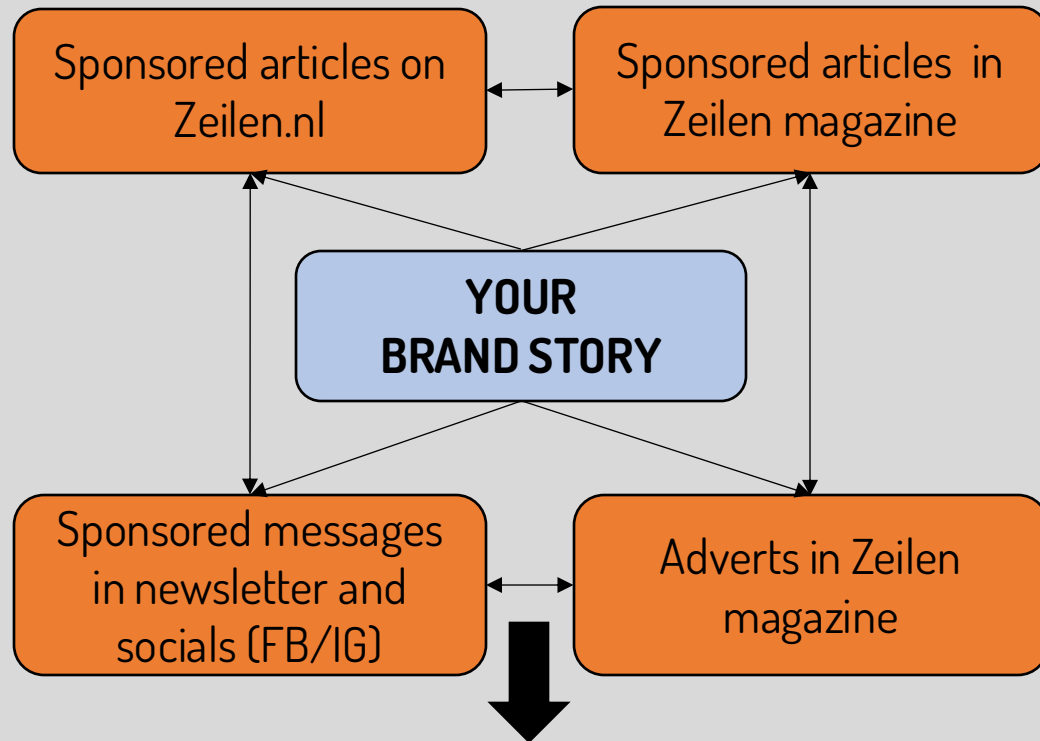 Sponsored articles on
Zeilen.nl
Sponsored articles in
Zeilen magazine
YOUR
BRAND STORY
Sponsored messages
in newsletter and
socials (FB/IG)
Adverts in Zeilen
magazine